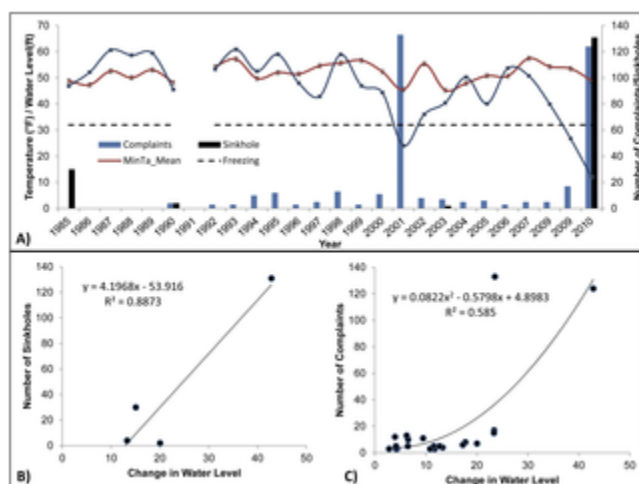 70
60
50
40
30
20
10
0
Temperature (°F) / Water Level(ft)
140
120
100
80
60
40
20
0
Number of Complaints/Sinkholes
Complaints
Sinkhole
MinTa_Mean
Freezing
1985 1986 1987 1988 1989 1990 1991 1992 1993 1994 1995 1996 1997 1998 1999 2000 2001 2002 2003 2004 2005 2006 2007 2008 2009 2010
Year
A)
140
120
100
80
60
40
20
0
Number of Sinkholes
y = 4.1968x - 53.916
R² = 0.8873
0 10 20 30 40 50
Change in Water Level
B)
140
120
100
80
60
40
20
0
Number of Complaints
y = 0.0822x² - 0.5798x + 4.8983
R² = 0.585
0 10 20 30 40 50
Change in Water Level
C)